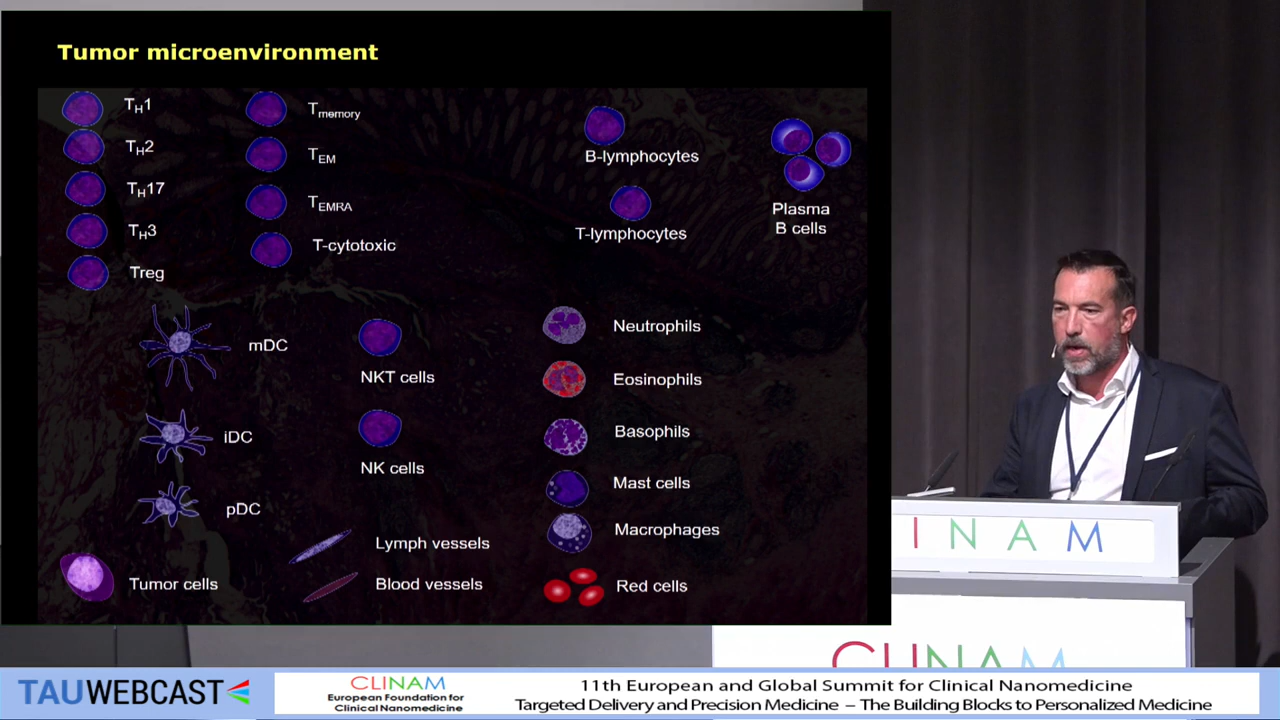 Tumor microenvironment
TH1
TH2
TH17
TH3
Treg
Tmemory
TEM
TEMRA
T-cytotoxic
B-lymphocytes
T-lymphocytes
Plasma
B cells
mDC
iDC
pDC
Tumor cells
NKT cells
NK cells
Lymph vessels
Blood vessels
Neutrophils
Eosinophils
Basophils
Mast cells
Macrophages
Red cells
INAM
CLINAM
TAUWEBCAST
CLINAM
European Foundation for
Clinical Nanomedicine
11th European and Global Summit for Clinical Nanomedicine
Targeted Delivery and Precision Medicine – The Building Blocks to Personalized Medicine